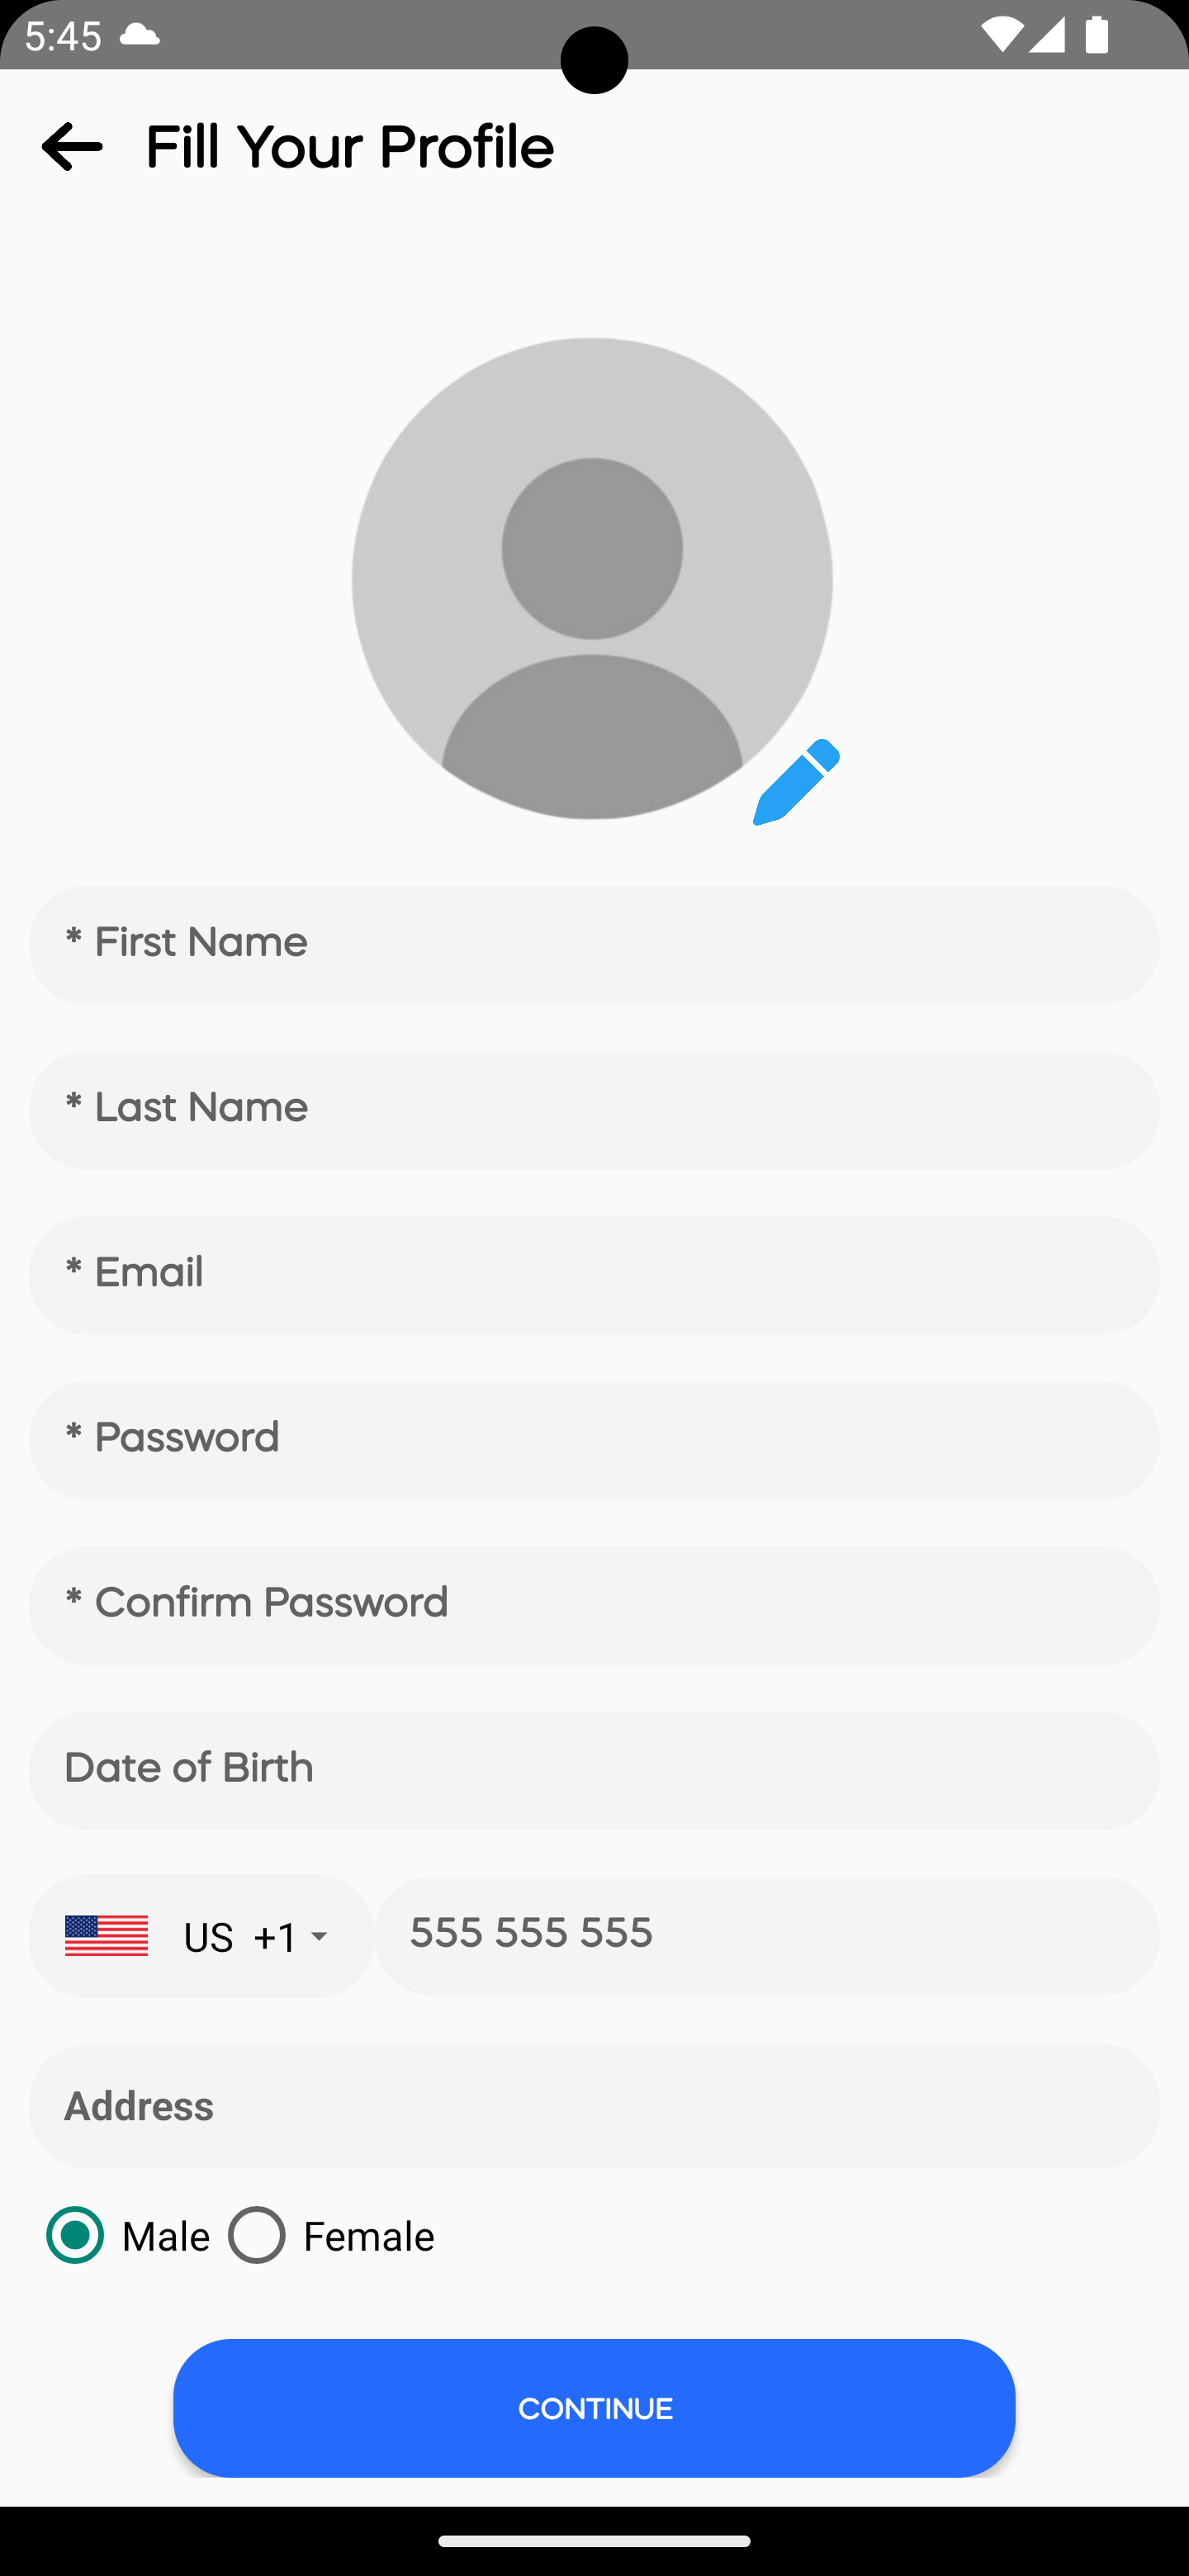 5:45
Fill Your Profile
* First Name
* Last Name
* Email
* Password
* Confirm Password
Date of Birth
US +1 555 555 555
Address
Male Female
CONTINUE